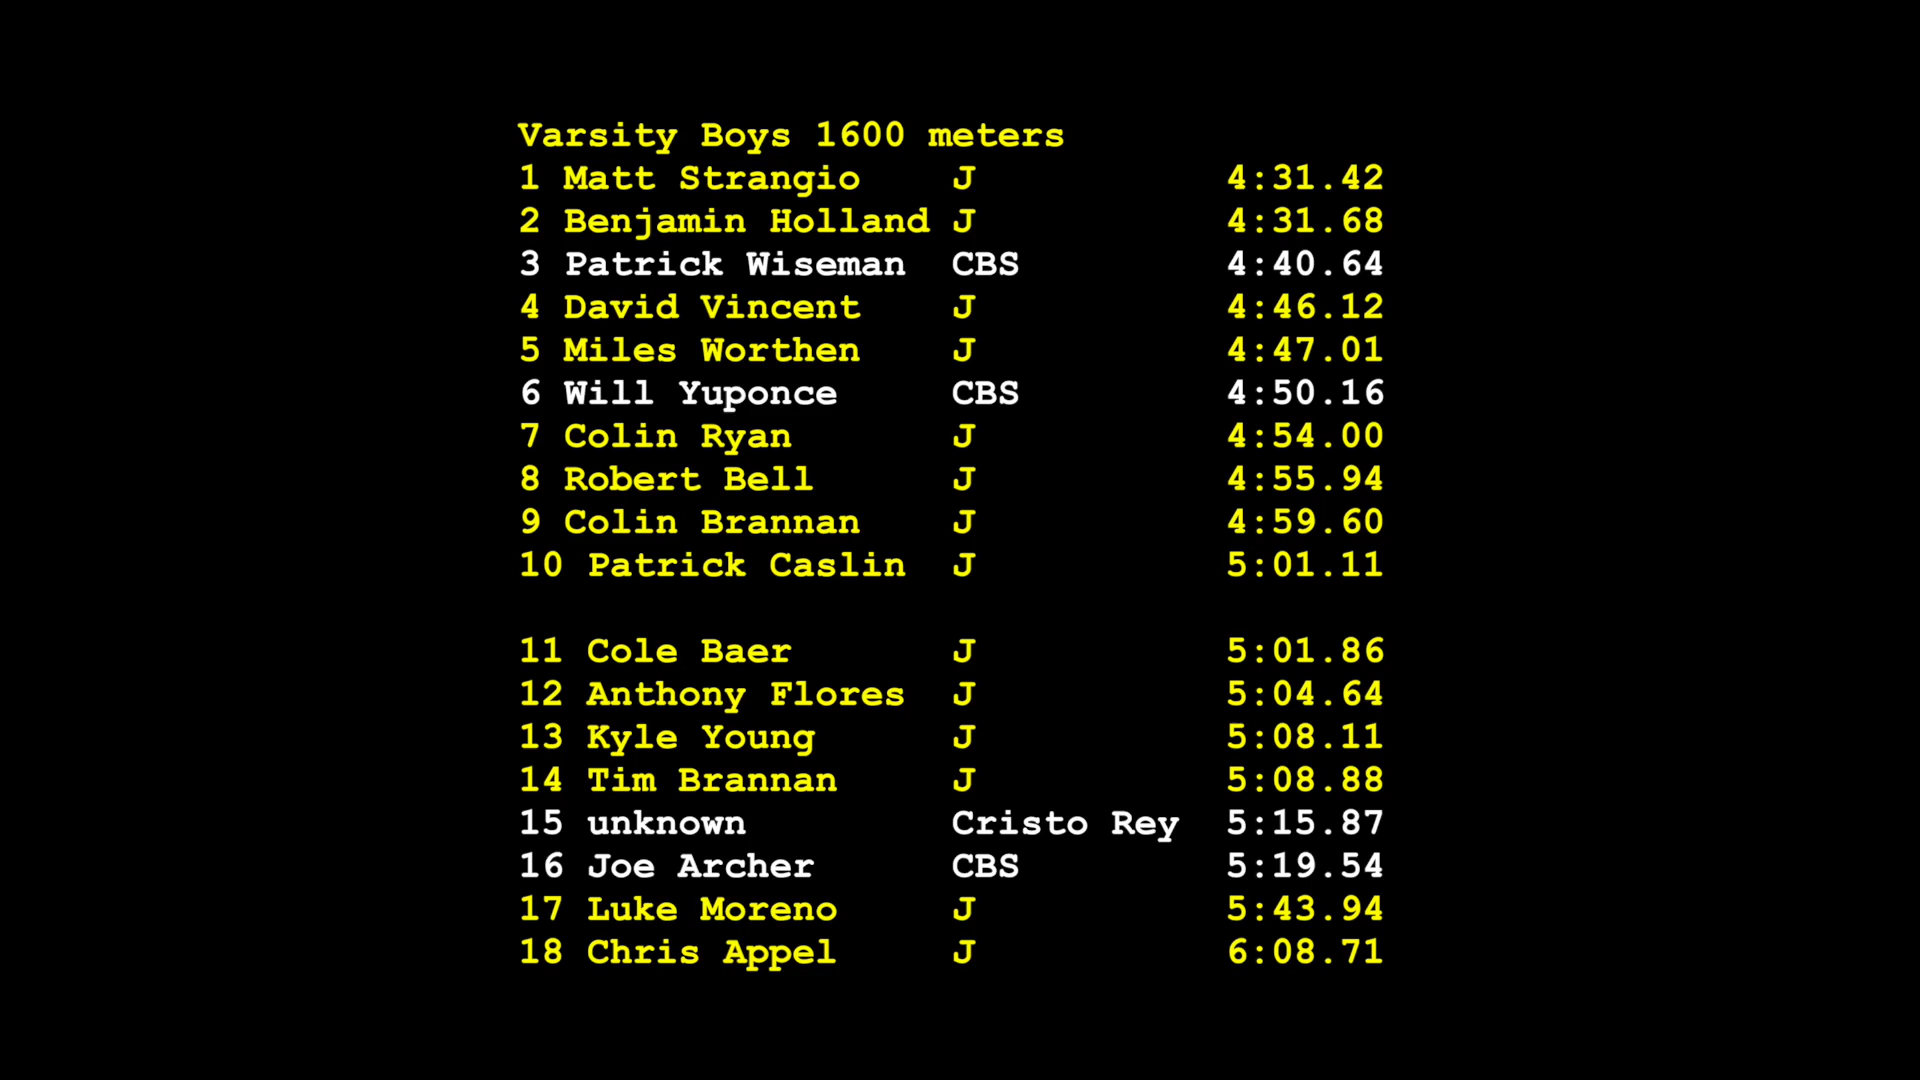 Varsity Boys 1600 meters
1 Matt Strangio J 4:31.42
2 Benjamin Holland J 4:31.68
3 Patrick Wiseman CBS 4:40.64
4 David Vincent J 4:46.12
5 Miles Worthen J 4:47.01
6 Will Yuponce CBS 4:50.16
7 Colin Ryan J 4:54.00
8 Robert Bell J 4:55.94
9 Colin Brannan J 4:59.60
10 Patrick Caslin J 5:01.11
11 Cole Baer J 5:01.86
12 Anthony Flores J 5:04.64
13 Kyle Young J 5:08.11
14 Tim Brannan J 5:08.88
15 unknown Cristo Rey 5:15.87
16 Joe Archer CBS 5:19.54
17 Luke Moreno J 5:43.94
18 Chris Appel J 6:08.71